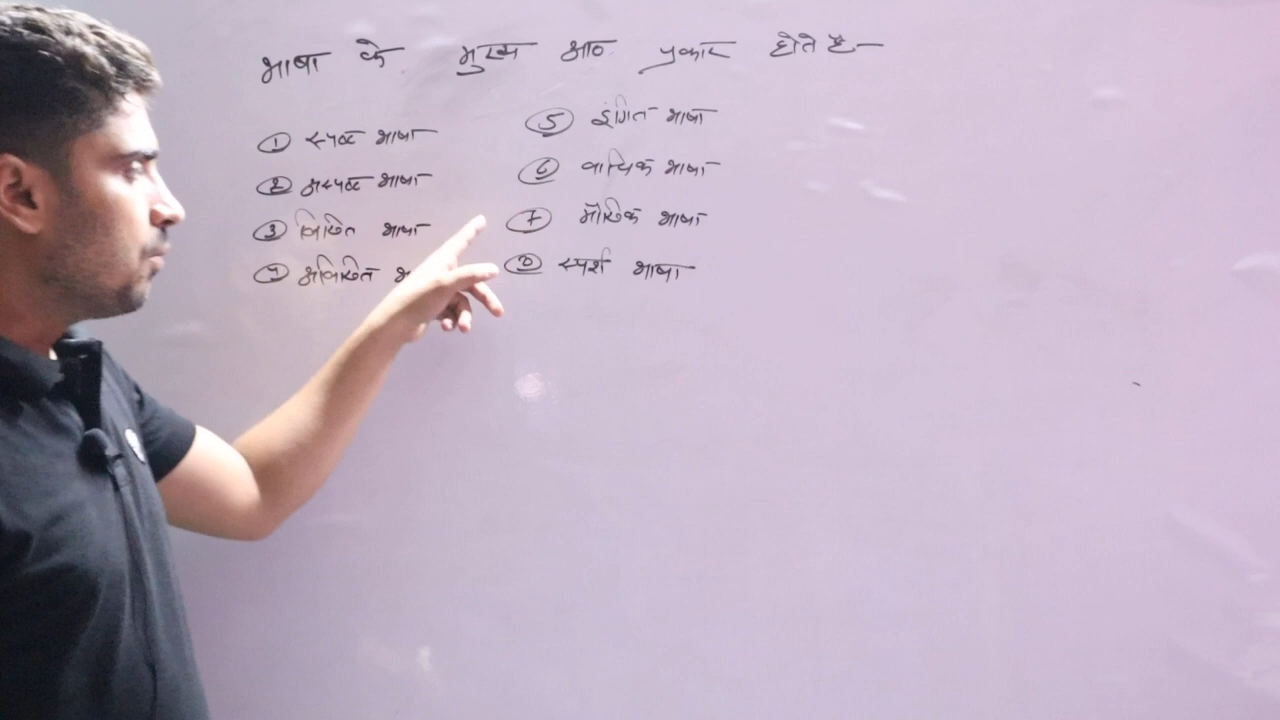 भाषा के मुख्य आठ प्रकार होते है-
① स्पष्ट भाषा
② अस्पष्ट भाषा
③ लिखित भाषा
④ अलिखित भ
⑤ इंगित भाषा
⑥ वाचिक भाषा
⑦ मौखिक भाषा
⑧ स्पर्श भाषा